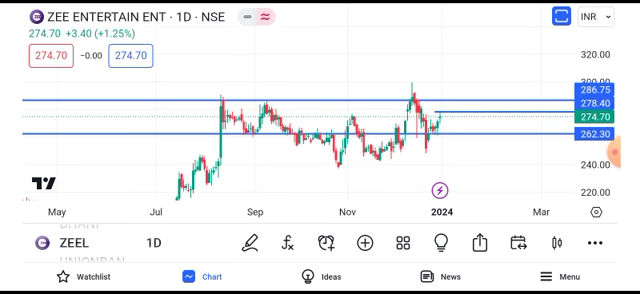 ZEE ENTERTAIN ENT · 1D · NSE
INR
274.70 +3.40 (+1.25%)
274.70 −0.00 274.70
320.00
300.00
286.75
278.40
274.70
262.30
240.00
220.00
May Jul Sep Nov 2024 Mar
ZEEL 1D
UNIONBAN
Watchlist Chart Ideas News Menu